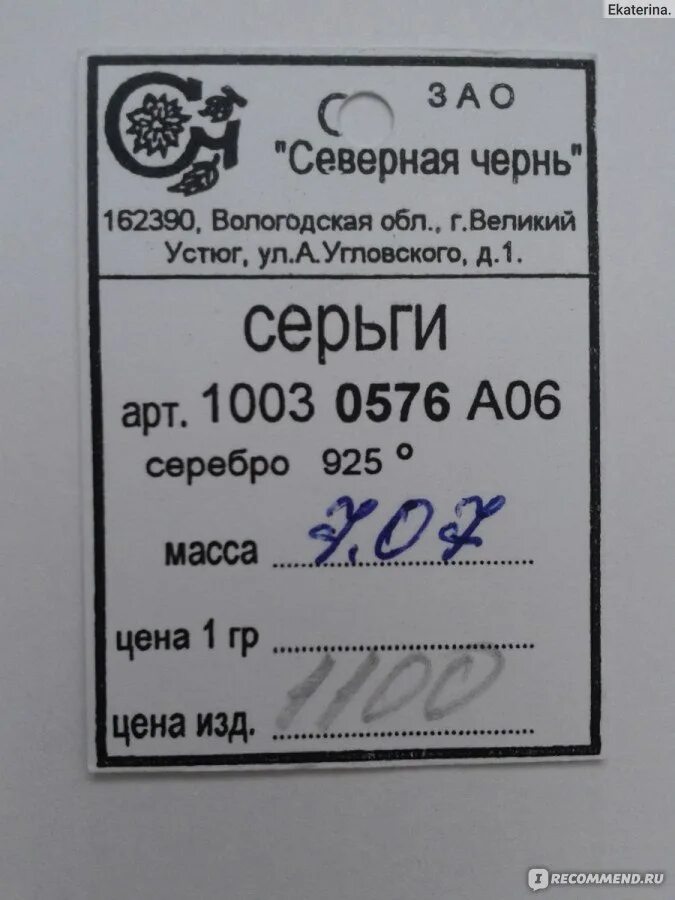 Ekaterina.
ЗАО
"Северная чернь"
162390, Вологодская обл., г.Великий
Устюг, ул.А.Угловского, д.1.
серьги
арт. 1003 0576 А06
серебро 925 °
масса 7.07
цена 1 гр
цена изд. 1100
IRECOMMEND.RU